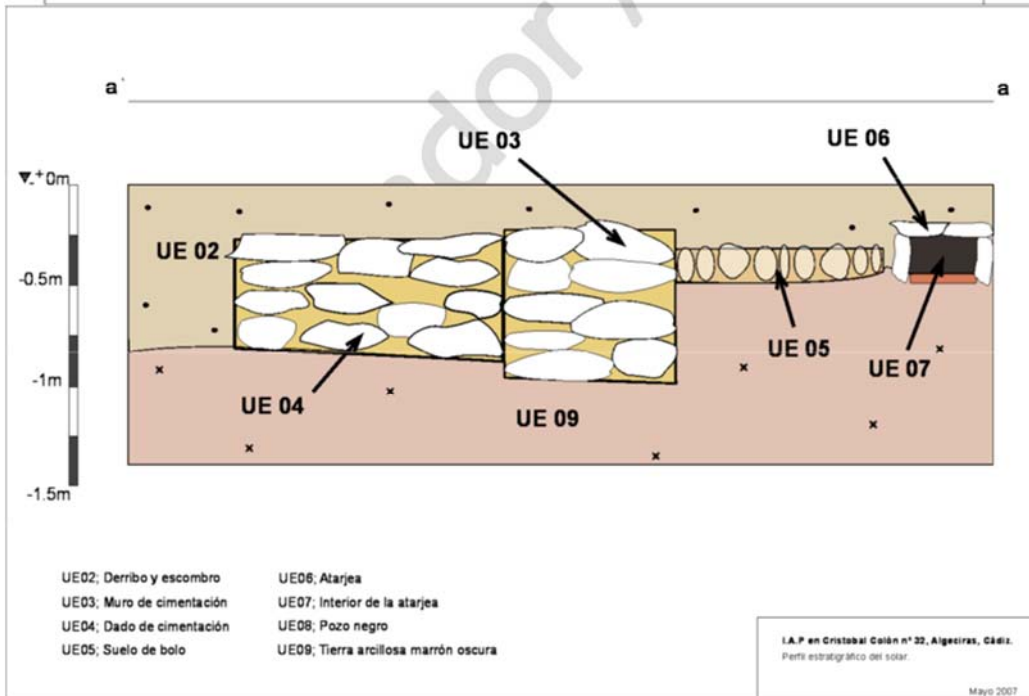 a' a
UE 03
UE 06
+0m
UE 02
-0.5m
UE 05
UE 07
-1m
UE 04
UE 09
-1.5m
UE02; Derribo y escombro
UE03; Muro de cimentación
UE04; Dado de cimentación
UE05; Suelo de bolo
UE06; Atarjea
UE07; Interior de la atarjea
UE08; Pozo negro
UE09; Tierra arcillosa marrón oscura
I.A.P en Cristobal Colón nº 32, Algeciras, Cádiz.
Perfil estratigráfico del solar.
Mayo 2007